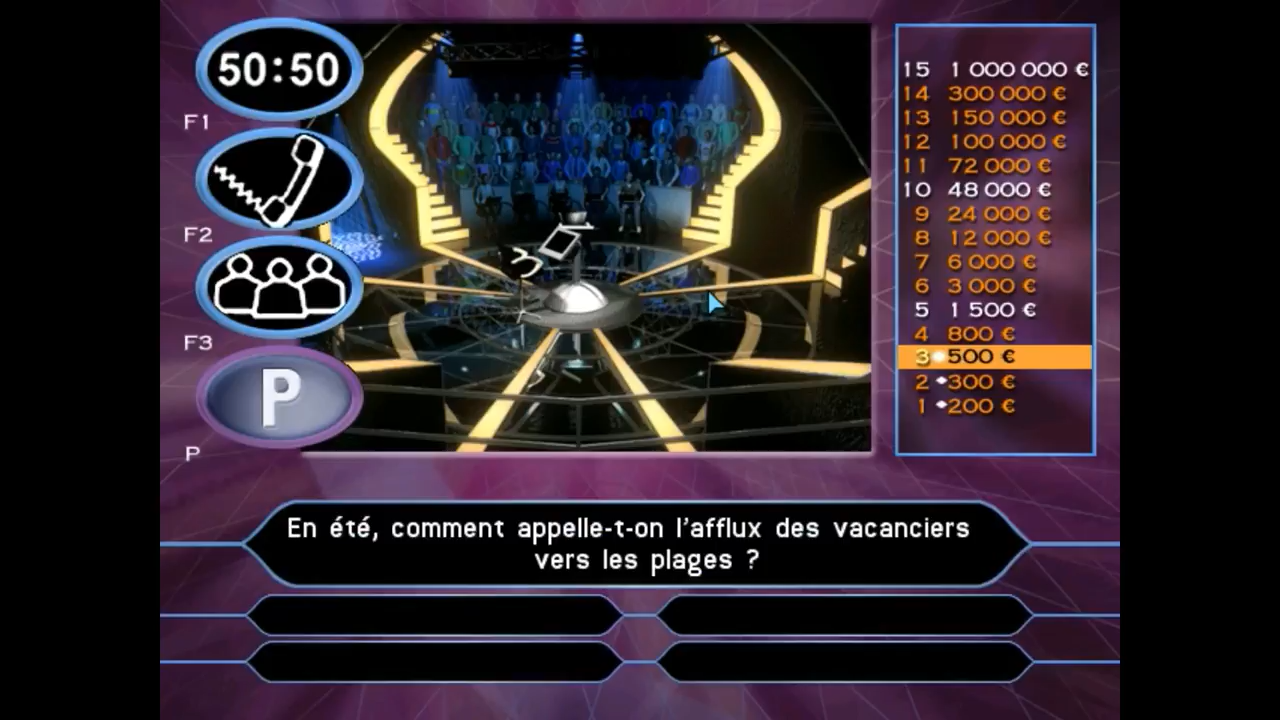 50:50
F1
F2
F3
P
P
15 1 000 000 €
14 300 000 €
13 150 000 €
12 100 000 €
11 72 000 €
10 48 000 €
9 24 000 €
8 12 000 €
7 6 000 €
6 3 000 €
5 1 500 €
4 800 €
3 500 €
2 300 €
1 200 €
En été, comment appelle-t-on l'afflux des vacanciers
vers les plages ?